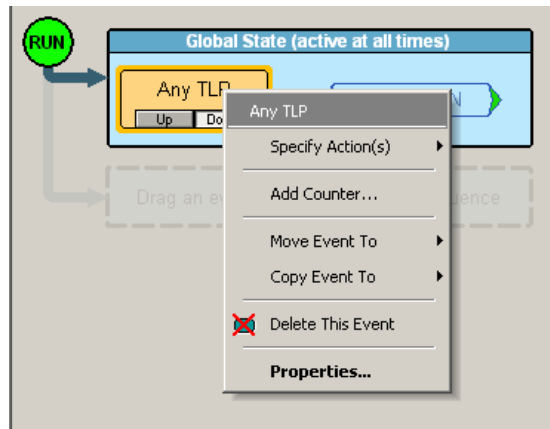 RUN
Global State (active at all times)
Any TLP
Up
Any TLP
Specify Action(s)
Add Counter...
Drag an
Move Event To
Copy Event To
Delete This Event
Properties...